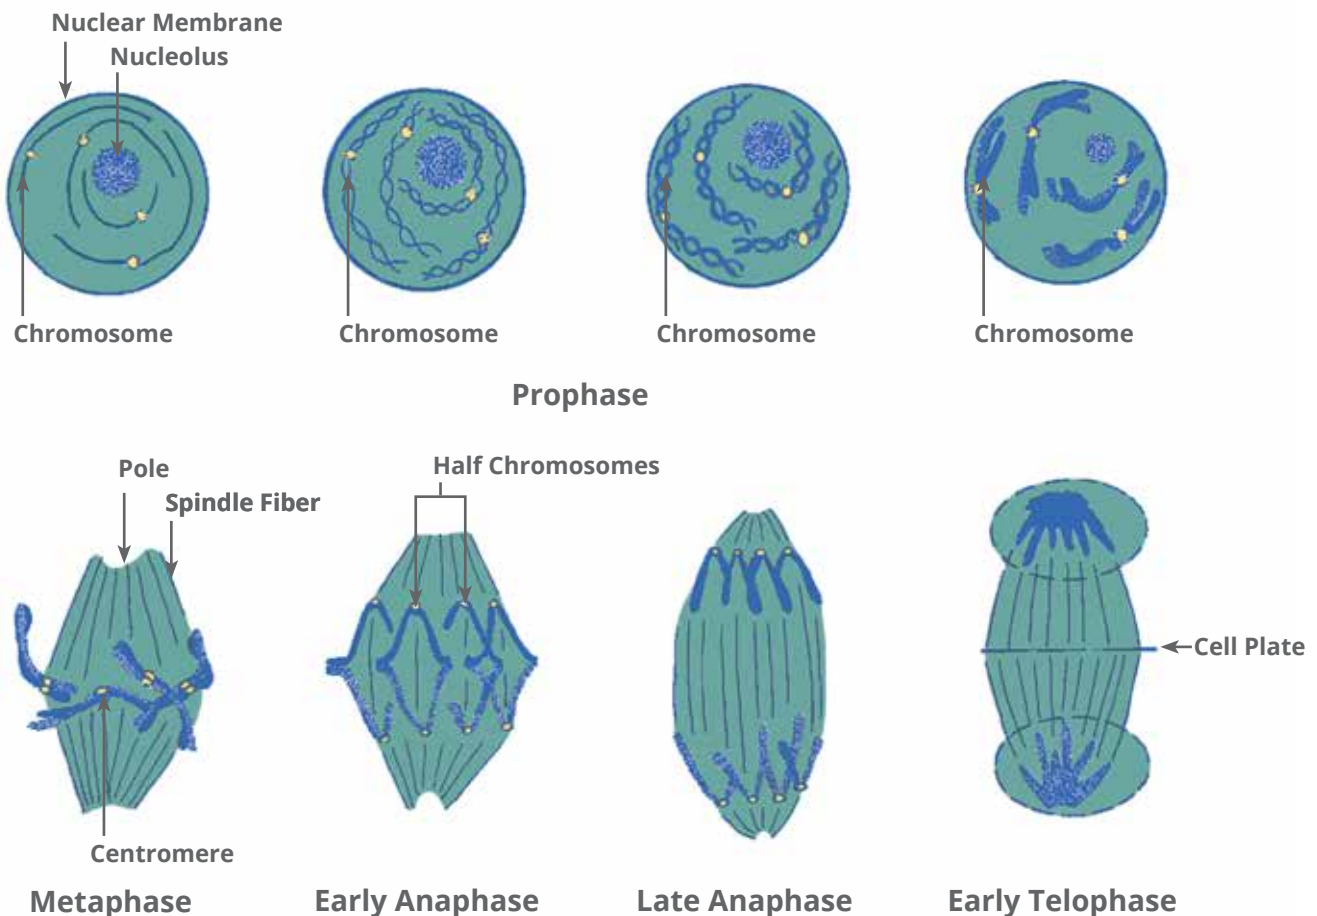 Nuclear Membrane
Nucleolus
Chromosome
Chromosome
Chromosome
Chromosome
Prophase
Pole
Spindle Fiber
Half Chromosomes
Cell Plate
Centromere
Metaphase
Early Anaphase
Late Anaphase
Early Telophase